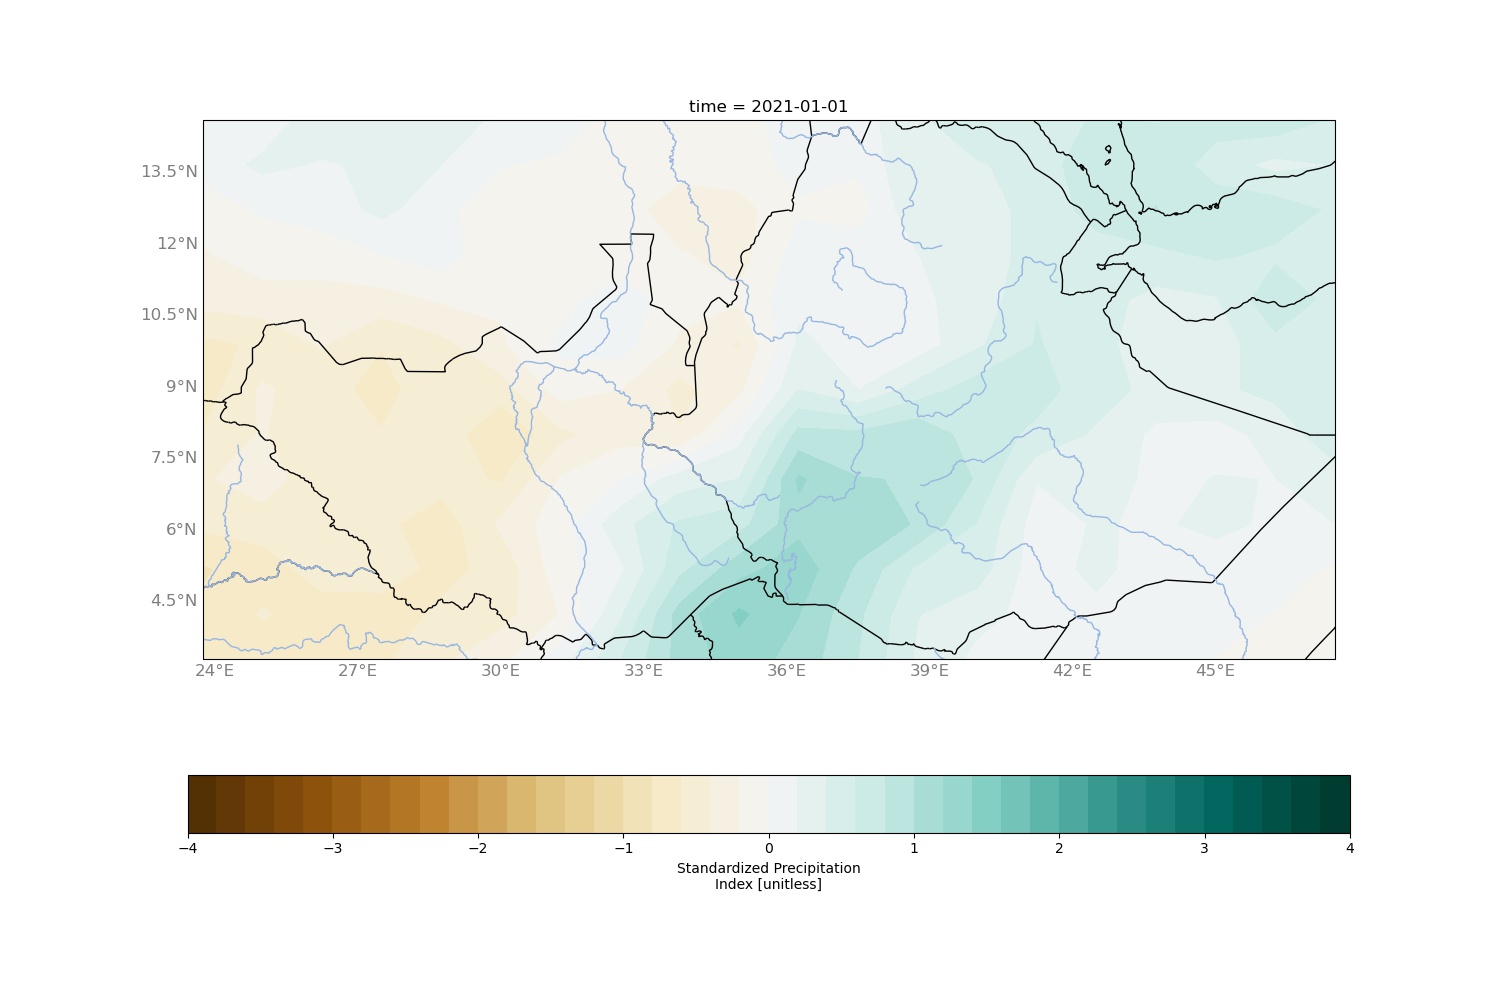 time = 2021-01-01
13.5°N
12°N
10.5°N
9°N
7.5°N
6°N
4.5°N
24°E 27°E 30°E 33°E 36°E 39°E 42°E 45°E
−4 −3 −2 −1 0 1 2 3 4
Standardized Precipitation
Index [unitless]